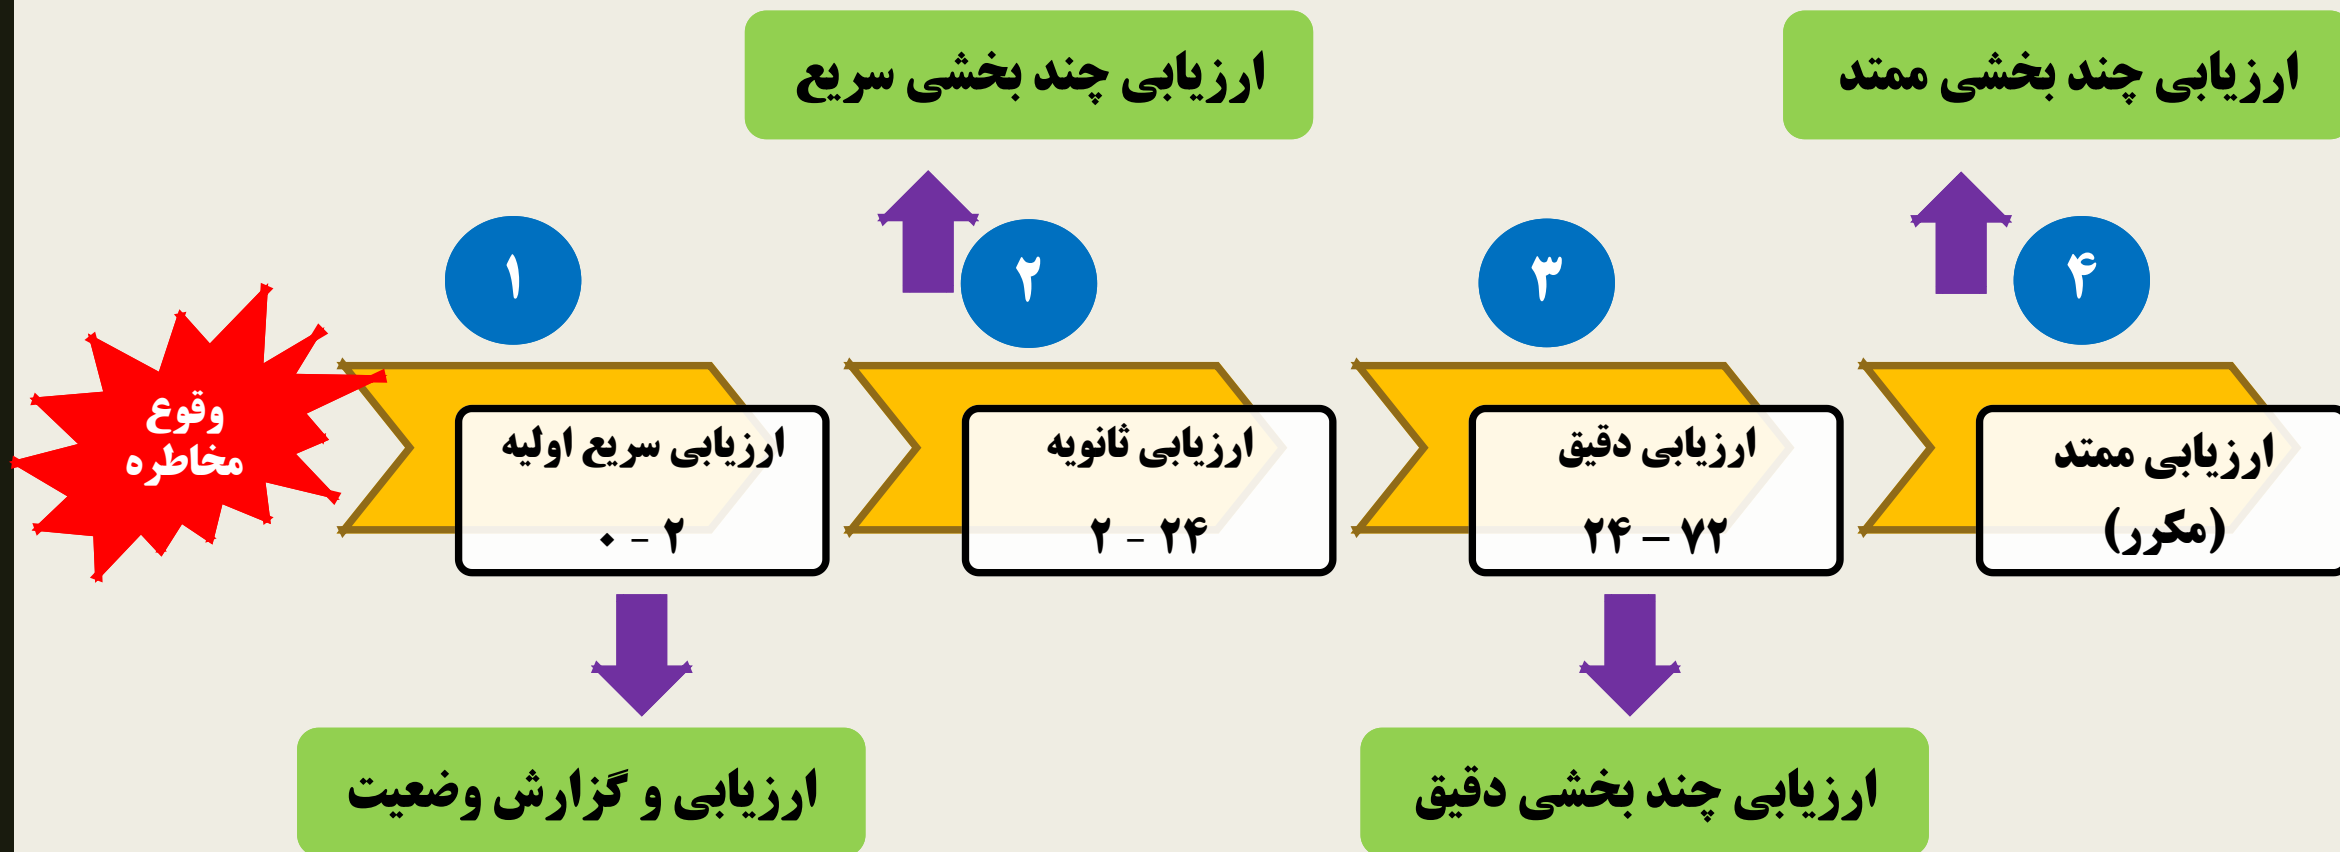 ارزیابی چند بخشی سریع
ارزیابی چند بخشی ممتد
۱
۲
۳
۴
وقوع
مخاطره
ارزیابی سریع اولیه
۰ - ۲
ارزیابی ثانویه
۲ - ۲۴
ارزیابی دقیق
۲۴ – ۷۲
ارزیابی ممتد
(مکرر)
ارزیابی و گزارش وضعیت
ارزیابی چند بخشی دقیق